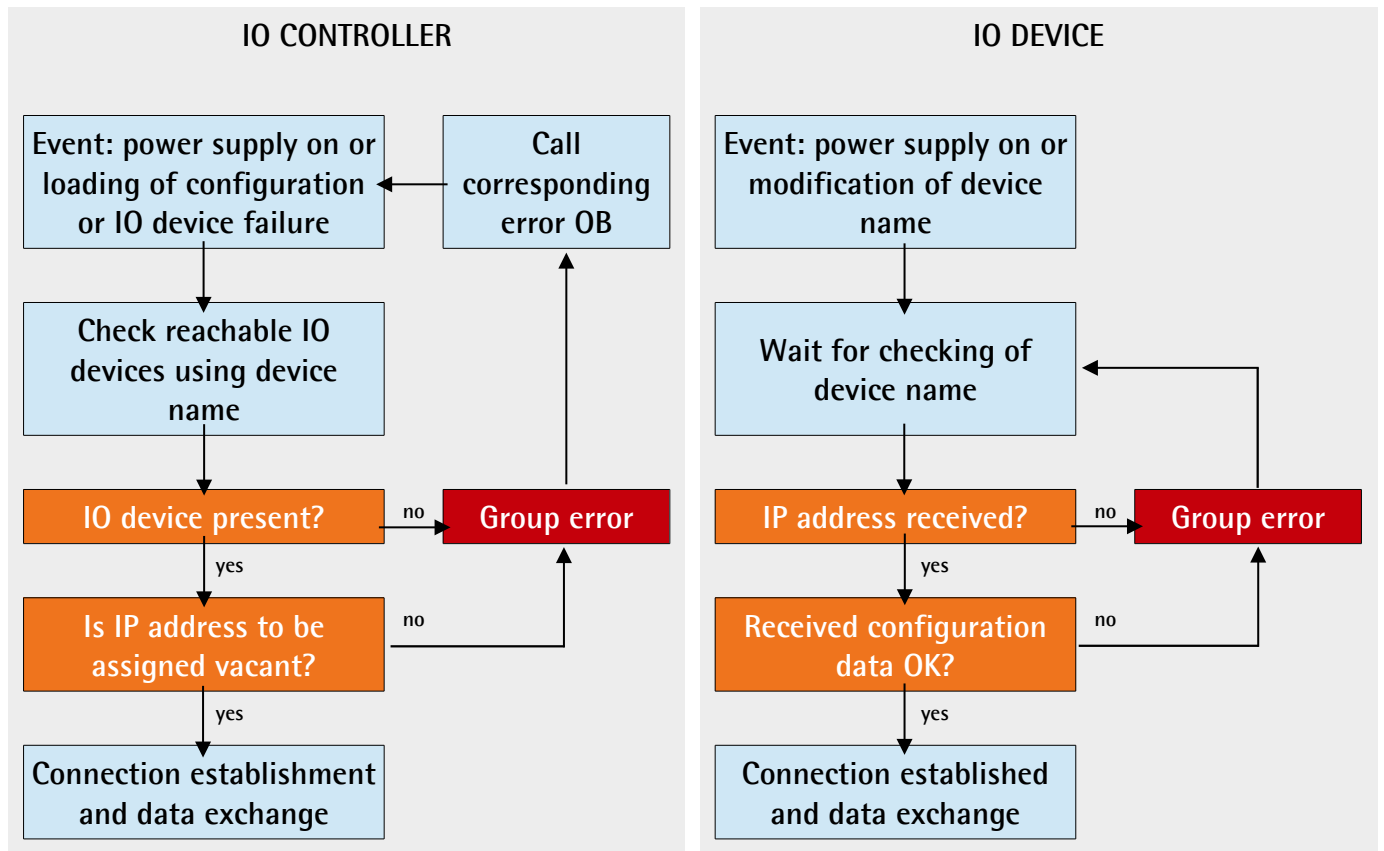 IO CONTROLLER
Event: power supply on or
loading of configuration
or IO device failure
Call
corresponding
error OB
Check reachable IO
devices using device
name
IO device present?
no
Group error
yes
Is IP address to be
assigned vacant?
no
yes
Connection establishment
and data exchange
IO DEVICE
Event: power supply on or
modification of device
name
Wait for checking of
device name
IP address received?
no
Group error
yes
Received configuration
data OK?
no
yes
Connection established
and data exchange